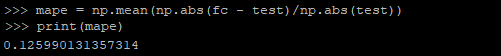 >>> mape = np.mean(np.abs(fc - test)/np.abs(test))
>>> print(mape)
0.125990131357314